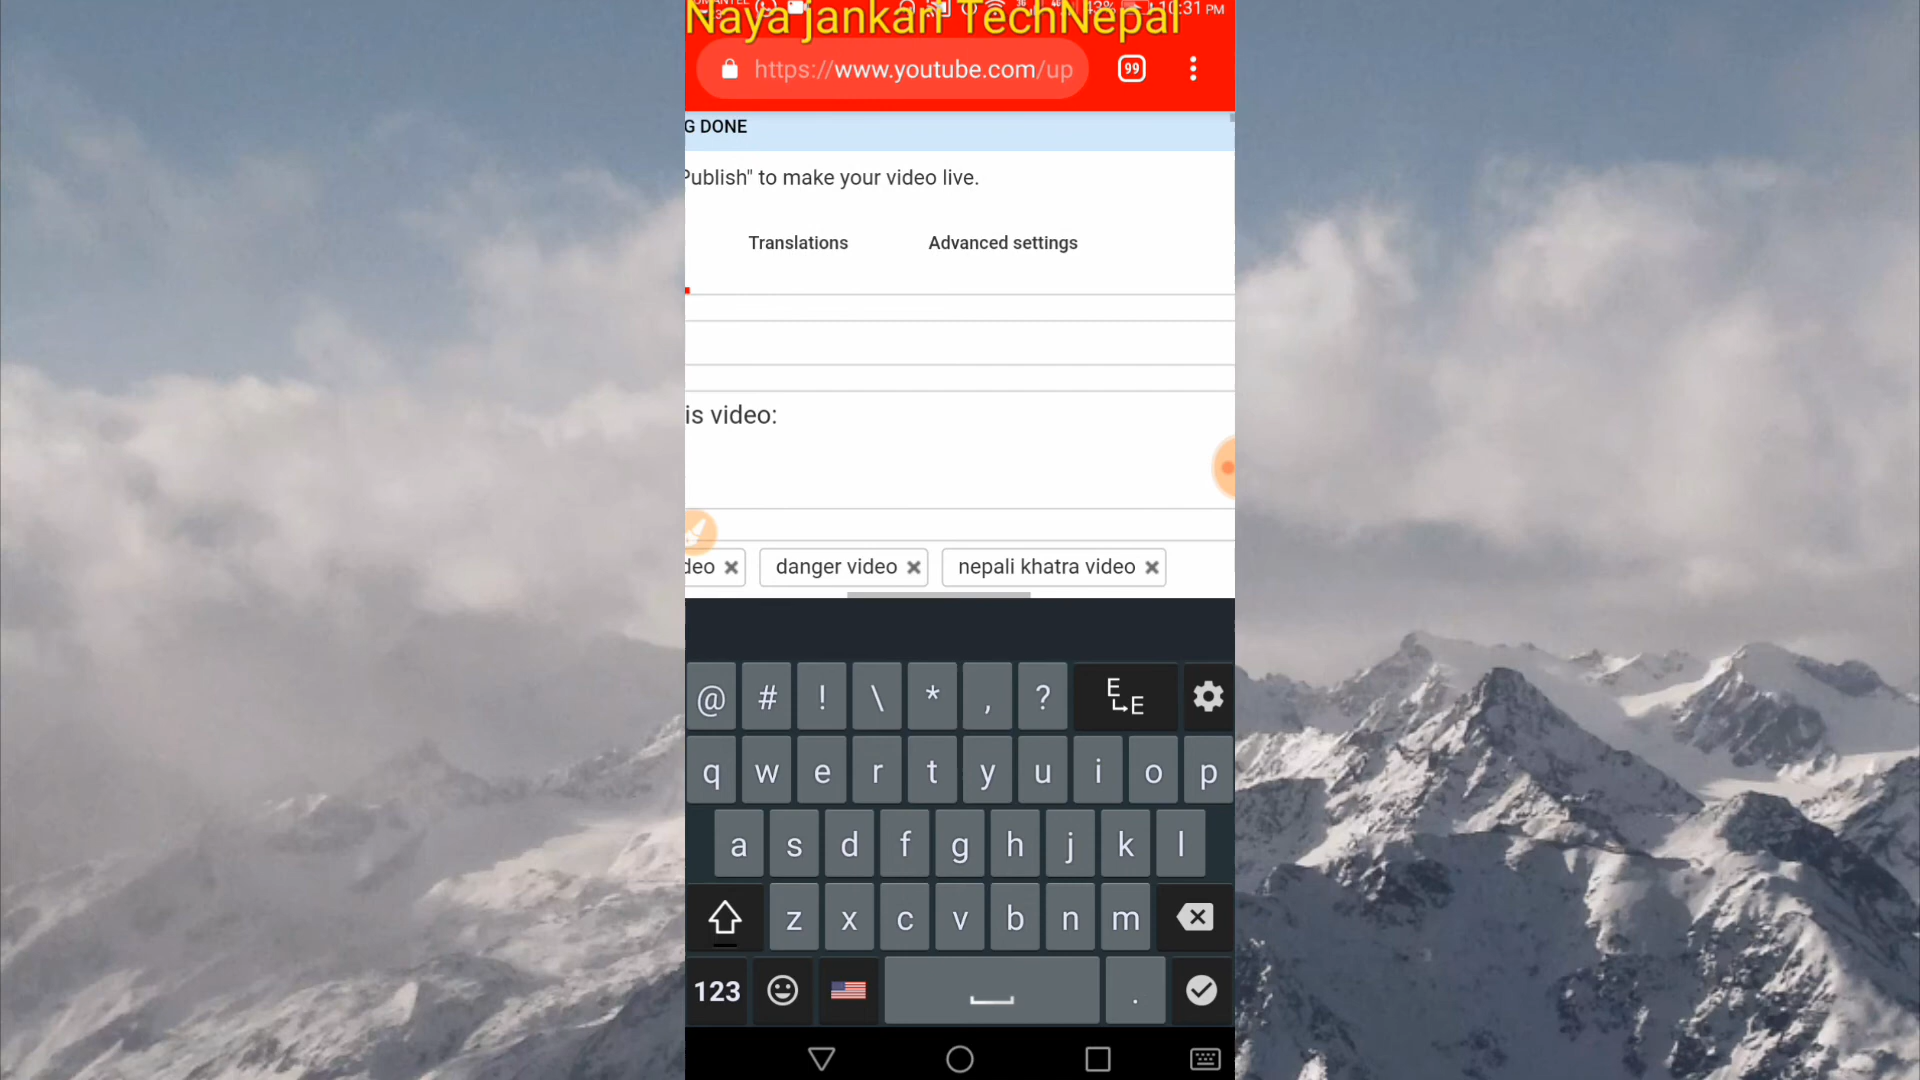 Naya jankari TechNepal
43% 10:31 PM
https://www.youtube.com/up
99
G DONE
Publish" to make your video live.
Translations Advanced settings
is video:
deo danger video nepali khatra video
@ # ! \ * , ? E E
q w e r t y u i o p
a s d f g h j k l
z x c v b n m
123 .